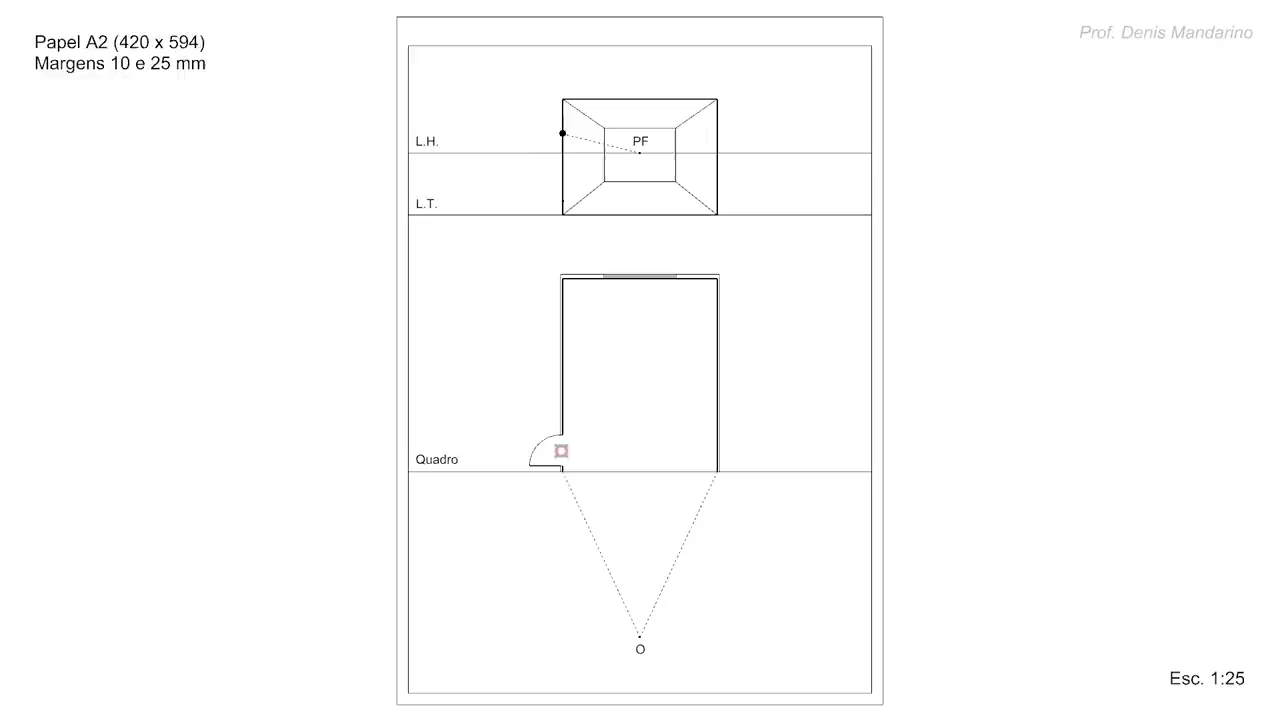 Papel A2 (420 x 594)
Margens 10 e 25 mm
Prof. Denis Mandarino
L.H.
PF
L.T.
Quadro
O
Esc. 1:25